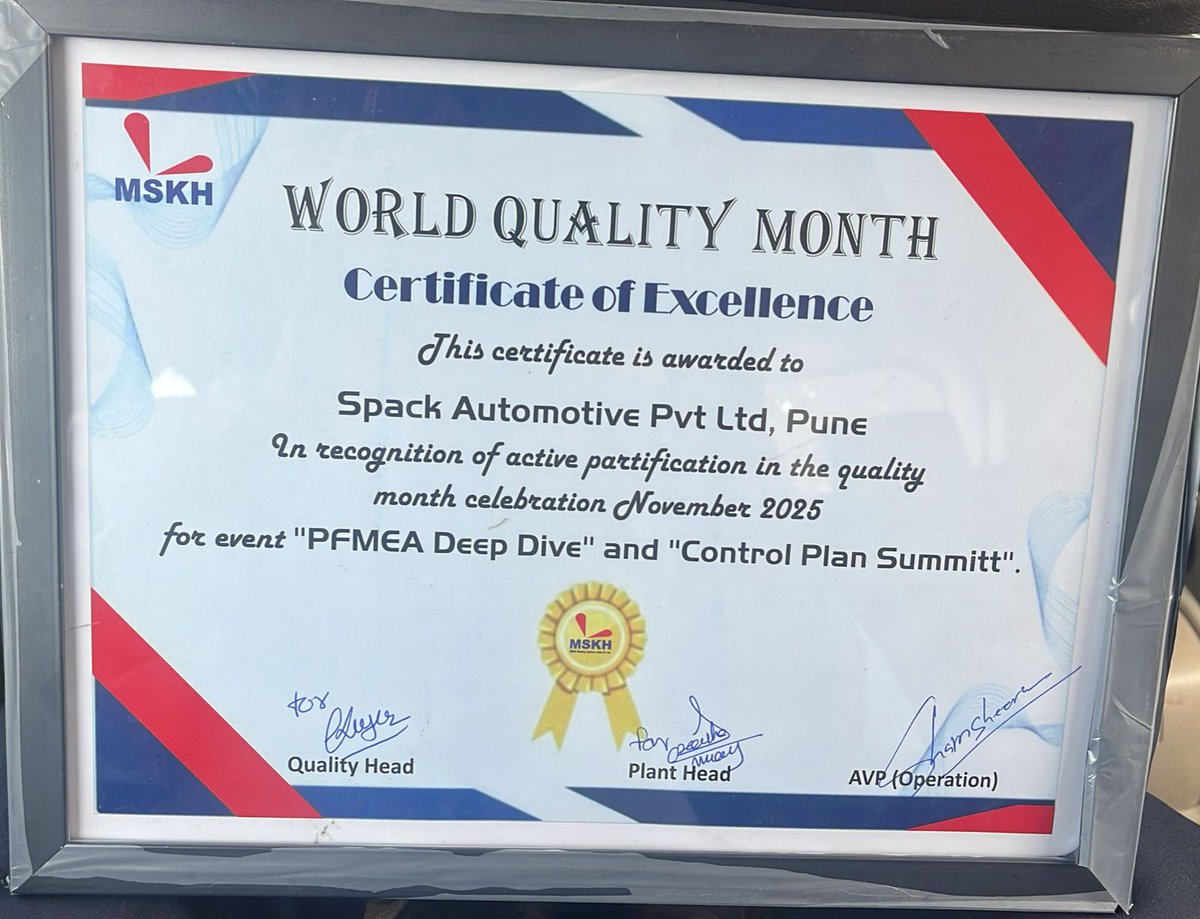 MSKH
WORLD QUALITY MONTH
Certificate of Excellence
This certificate is awarded to
Spack Automotive Pvt Ltd, Pune
In recognition of active partification in the quality
month celebration November 2025
for event "PFMEA Deep Dive" and "Control Plan Summitt".
MSKH
for
for
Quality Head
Plant Head
AVP (Operation)